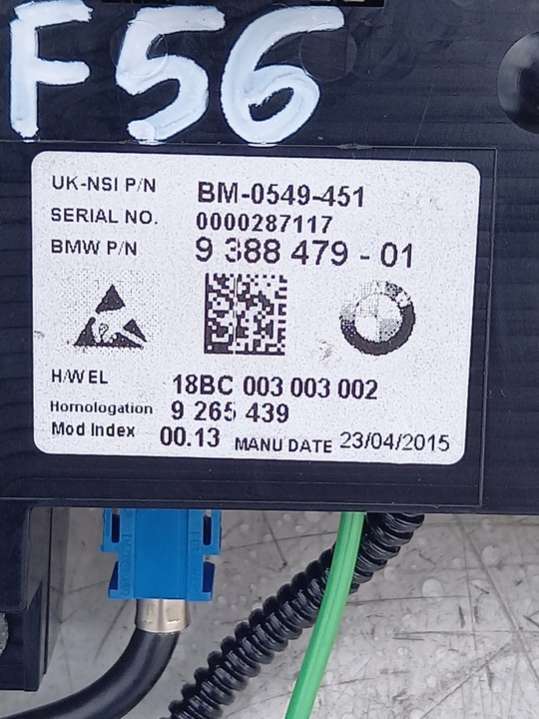 F56
UK-NSI P/N BM-0549-451
SERIAL NO. 0000287117
BMW P/N 9 388 479 - 01
H/W EL 18BC 003 003 002
Homologation 9 265 439
Mod Index 00.13 MANU DATE 23/04/2015